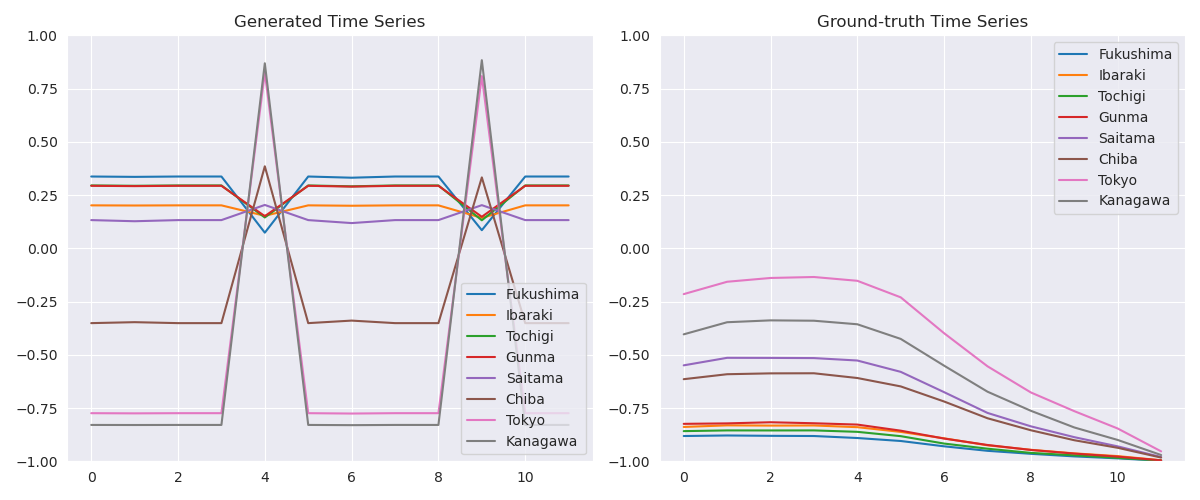 Generated Time Series
1.00
0.75
0.50
0.25
0.00
−0.25
−0.50
−0.75
−1.00
0 2 4 6 8 10
Fukushima
Ibaraki
Tochigi
Gunma
Saitama
Chiba
Tokyo
Kanagawa
Ground-truth Time Series
1.00
0.75
0.50
0.25
0.00
−0.25
−0.50
−0.75
−1.00
0 2 4 6 8 10
Fukushima
Ibaraki
Tochigi
Gunma
Saitama
Chiba
Tokyo
Kanagawa